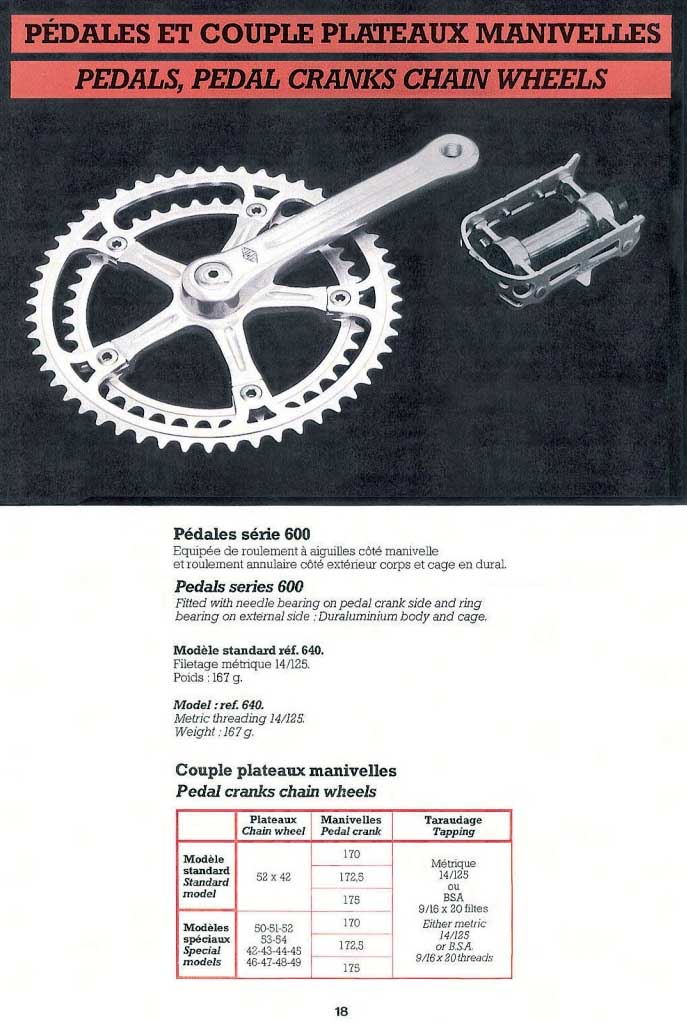 PÉDALES ET COUPLE PLATEAUX MANIVELLES
PEDALS, PEDAL CRANKS CHAIN WHEELS
Pédales série 600
Equipée de roulement à aiguilles côté manivelle
et roulement annulaire côté extérieur corps et cage en dural.
Pedals series 600
Fitted with needle bearing on pedal crank side and ring
bearing on external side : Duraluminium body and cage.
Modèle standard réf. 640.
Filetage métrique 14/125.
Poids : 167 g.
Model : ref. 640.
Metric threading 14/125.
Weight : 167 g.
Couple plateaux manivelles
Pedal cranks chain wheels
Plateaux
Chain wheel
Manivelles
Pedal crank
Taraudage
Tapping
Modèle
standard
Standard
model
52 x 42
170
172,5
175
Métrique
14/125
ou
BSA
9/16 x 20 filtes
Modèles
spéciaux
Special
models
50-51-52
53-54
42-43-44-45
46-47-48-49
170
172,5
175
Either metric
14/125
or B.S.A.
9/16 x 20 threads
18